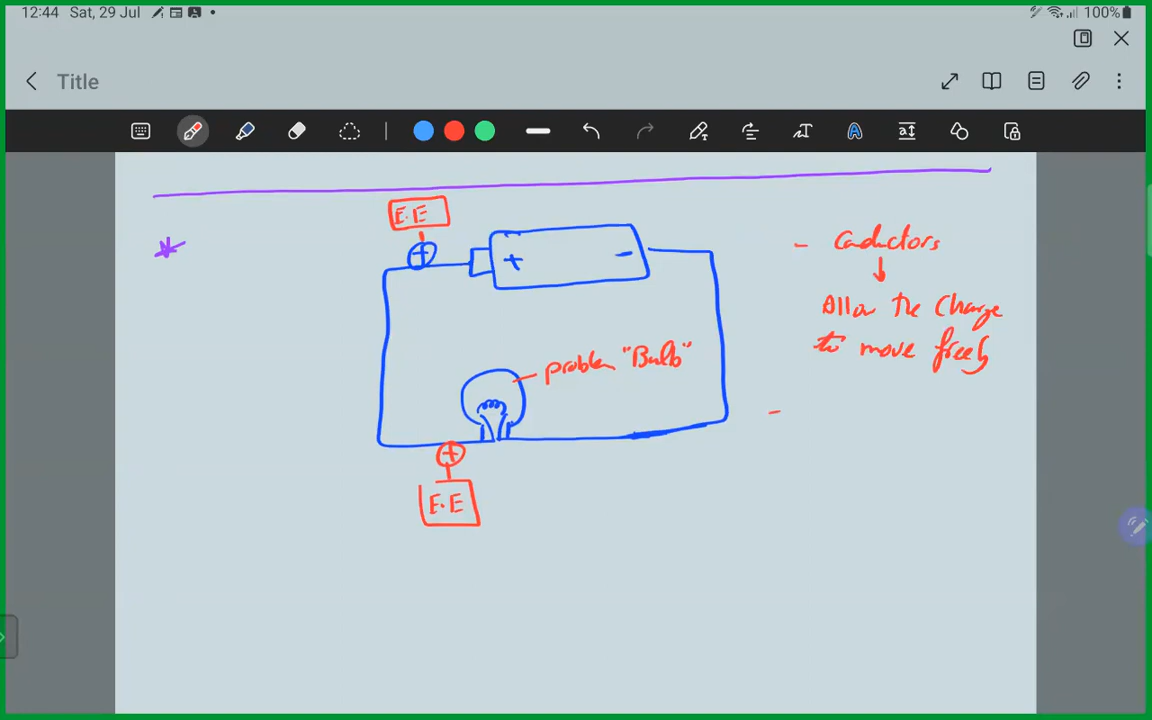 12:44 Sat, 29 Jul
100%
Title
E.E
+
+ -
- Conductors
Allow the charge
to move freely
problem "Bulb"
-
+
E.E